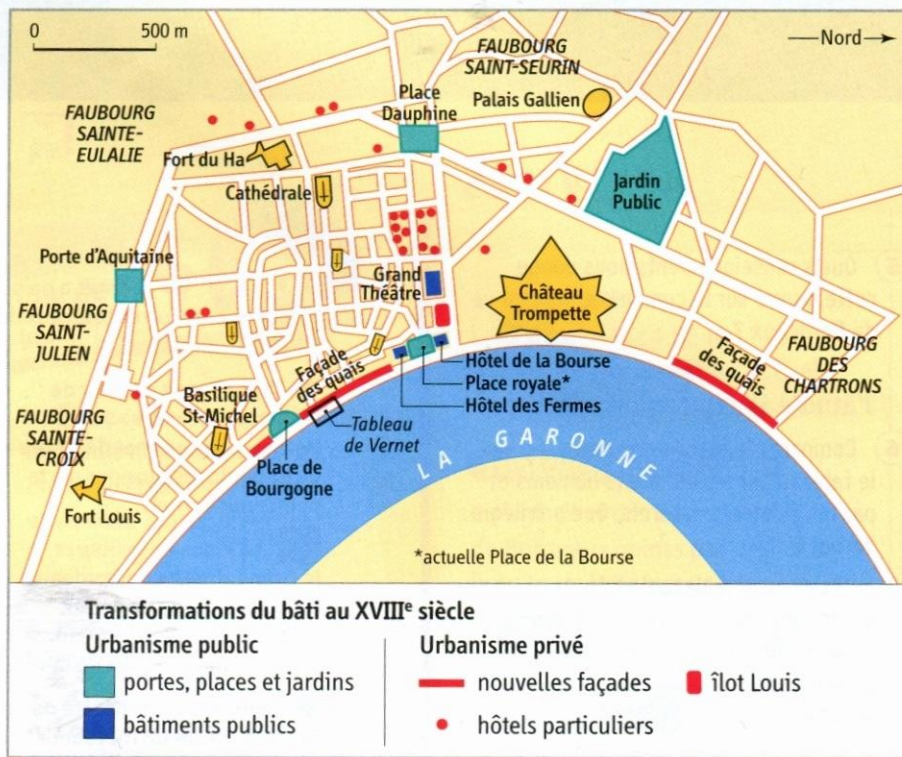 0 500 m
Nord
FAUBOURG
SAINT-SEURIN
Place
Dauphine
Palais Gallien
FAUBOURG
SAINTE-
EULALIE
Fort du Ha
Cathédrale
Jardin
Public
Porte d'Aquitaine
Grand
Théâtre
Château
Trompette
FAUBOURG
SAINT-
JULIEN
Façade
des quais
Hôtel de la Bourse
Place royale*
Hôtel des Fermes
Façade
des quais
FAUBOURG
DES
CHARTRONS
Basilique
St-Michel
Tableau
de Vernet
FAUBOURG
SAINTE-
CROIX
Place de
Bourgogne
LA GARONNE
Fort Louis
*actuelle Place de la Bourse
Transformations du bâti au XVIIIe siècle
Urbanisme public
portes, places et jardins
bâtiments publics
Urbanisme privé
nouvelles façades
îlot Louis
hôtels particuliers